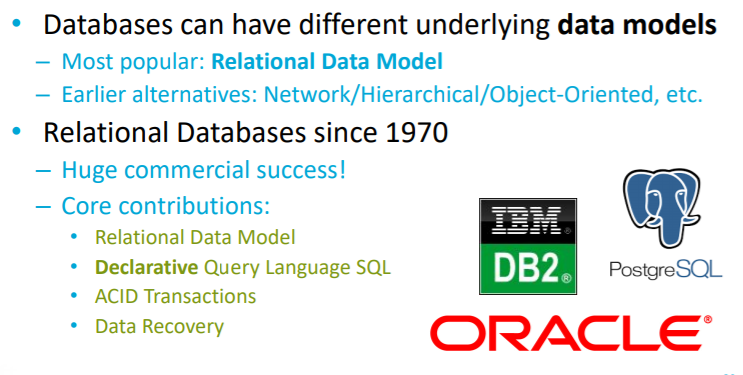 • Databases can have different underlying data models
– Most popular: Relational Data Model
– Earlier alternatives: Network/Hierarchical/Object-Oriented, etc.
• Relational Databases since 1970
– Huge commercial success!
– Core contributions:
• Relational Data Model
• Declarative Query Language SQL
• ACID Transactions
• Data Recovery
IBM®
DB2®
PostgreSQL
ORACLE®